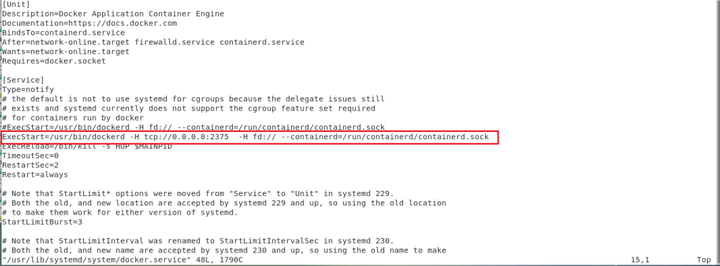 [Unit]
Description=Docker Application Container Engine
Documentation=https://docs.docker.com
BindsTo=containerd.service
After=network-online.target firewalld.service containerd.service
Wants=network-online.target
Requires=docker.socket

[Service]
Type=notify
# the default is not to use systemd for cgroups because the delegate issues still
# exists and systemd currently does not support the cgroup feature set required
# for containers run by docker
#ExecStart=/usr/bin/dockerd -H fd:// --containerd=/run/containerd/containerd.sock
ExecStart=/usr/bin/dockerd -H tcp://0.0.0.0:2375  -H fd:// --containerd=/run/containerd/containerd.sock
ExecReload=/bin/kill -s HUP $MAINPID
TimeoutSec=0
RestartSec=2
Restart=always

# Note that StartLimit* options were moved from "Service" to "Unit" in systemd 229.
# Both the old, and new location are accepted by systemd 229 and up, so using the old location
# to make them work for either version of systemd.
StartLimitBurst=3

# Note that StartLimitInterval was renamed to StartLimitIntervalSec in systemd 230.
# Both the old, and new name are accepted by systemd 230 and up, so using the old name to make
"/usr/lib/systemd/system/docker.service" 48L, 1790C 15,1 Top